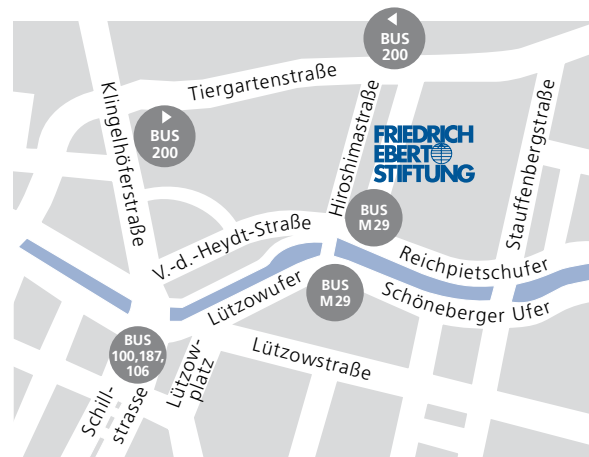 BUS
200
Tiergartenstraße
Klingelhöferstraße
BUS
200
Hiroshimastraße
FRIEDRICH
EBERT
STIFTUNG
Stauffenbergstraße
BUS
M29
V.-d.-Heydt-Straße
Reichpietschufer
BUS
M29
Lützowufer
Schöneberger Ufer
BUS
100,187,
106
Lützow-
platz
Lützowstraße
Schill-
strasse